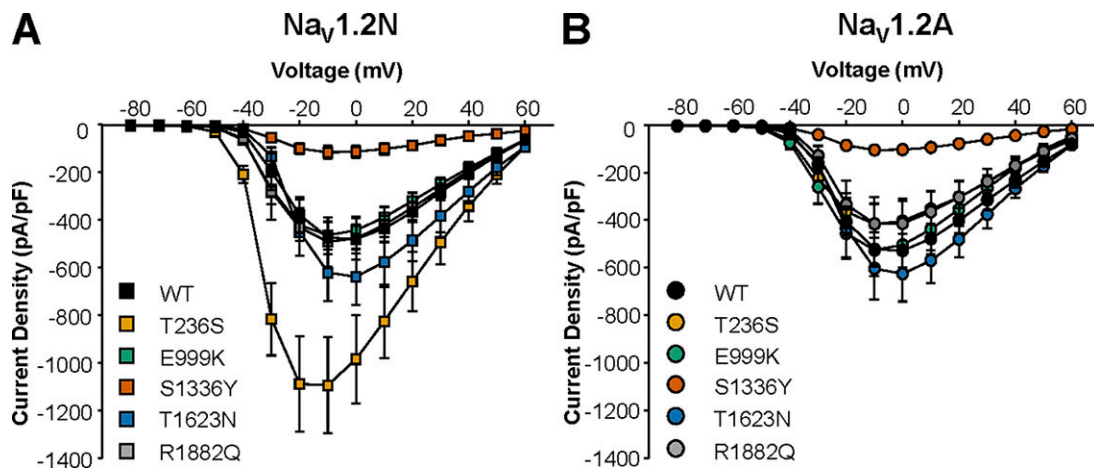 A
Nav1.2N
Voltage (mV)
-80 -60 -40 -20 0 20 40 60
0
-200
-400
-600
-800
-1000
-1200
-1400
Current Density (pA/pF)
WT
T236S
E999K
S1336Y
T1623N
R1882Q
B
Nav1.2A
Voltage (mV)
-80 -60 -40 -20 0 20 40 60
0
-200
-400
-600
-800
-1000
-1200
-1400
Current Density (pA/pF)
WT
T236S
E999K
S1336Y
T1623N
R1882Q